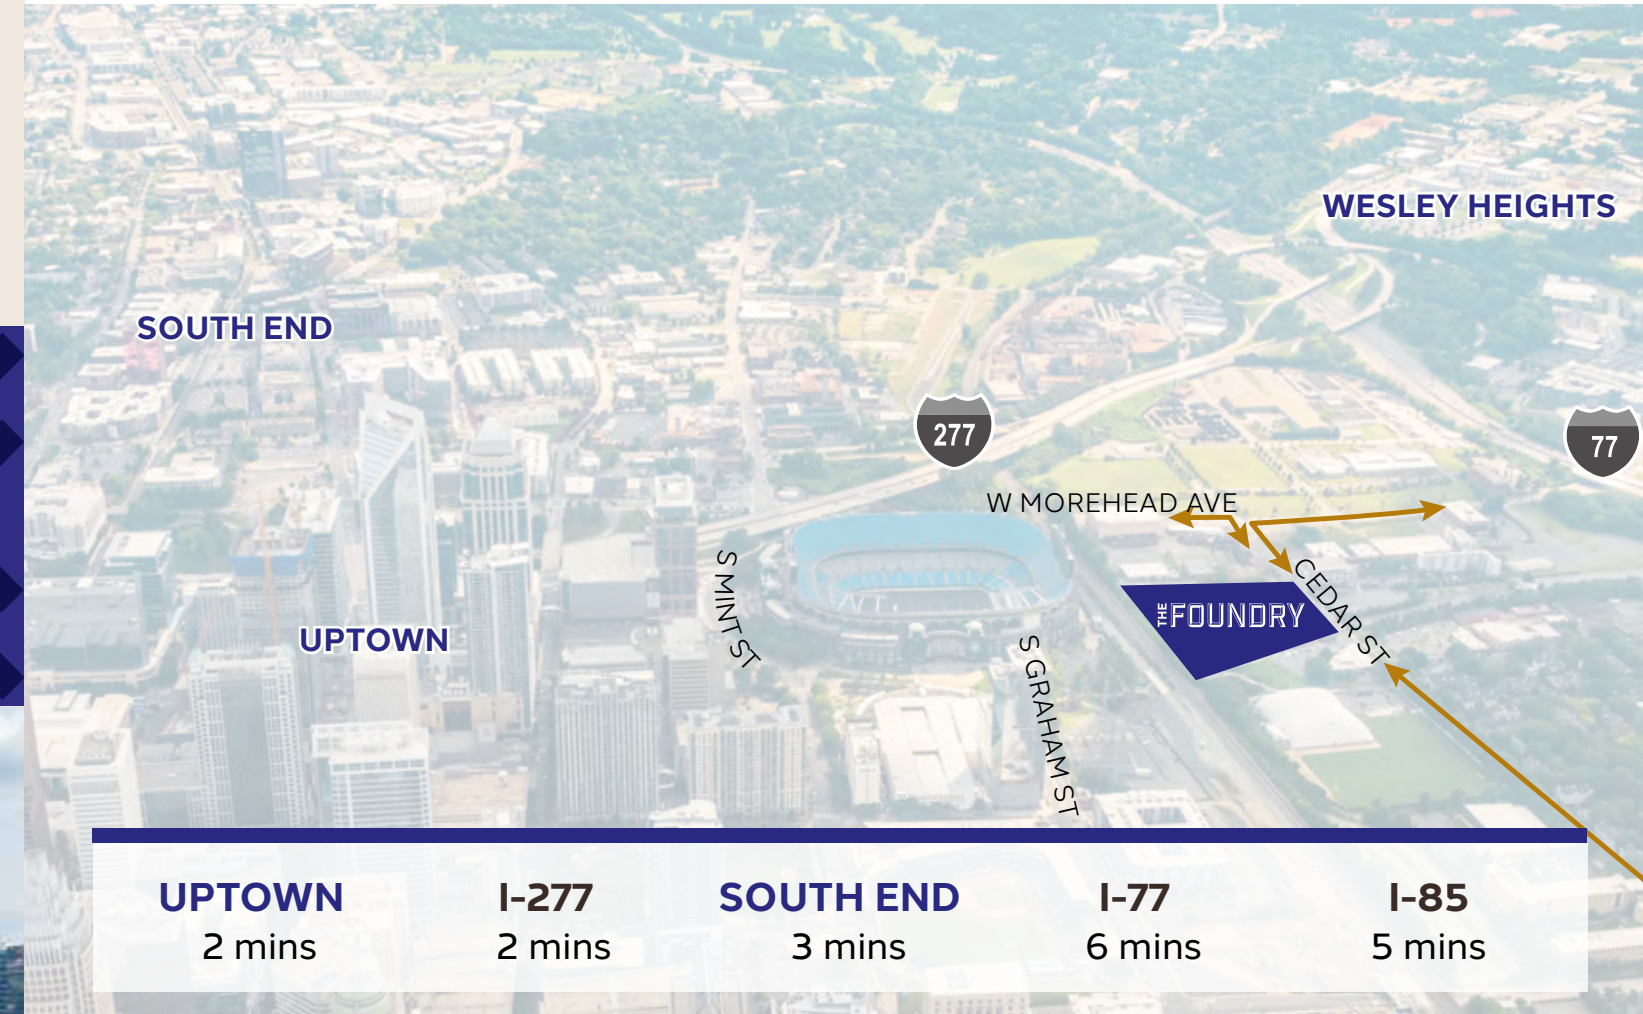 WESLEY HEIGHTS
SOUTH END
277
77
W MOREHEAD AVE
S MINT ST
CEDAR ST
THE FOUNDRY
UPTOWN
S GRAHAM ST
UPTOWN
2 mins
I-277
2 mins
SOUTH END
3 mins
I-77
6 mins
I-85
5 mins